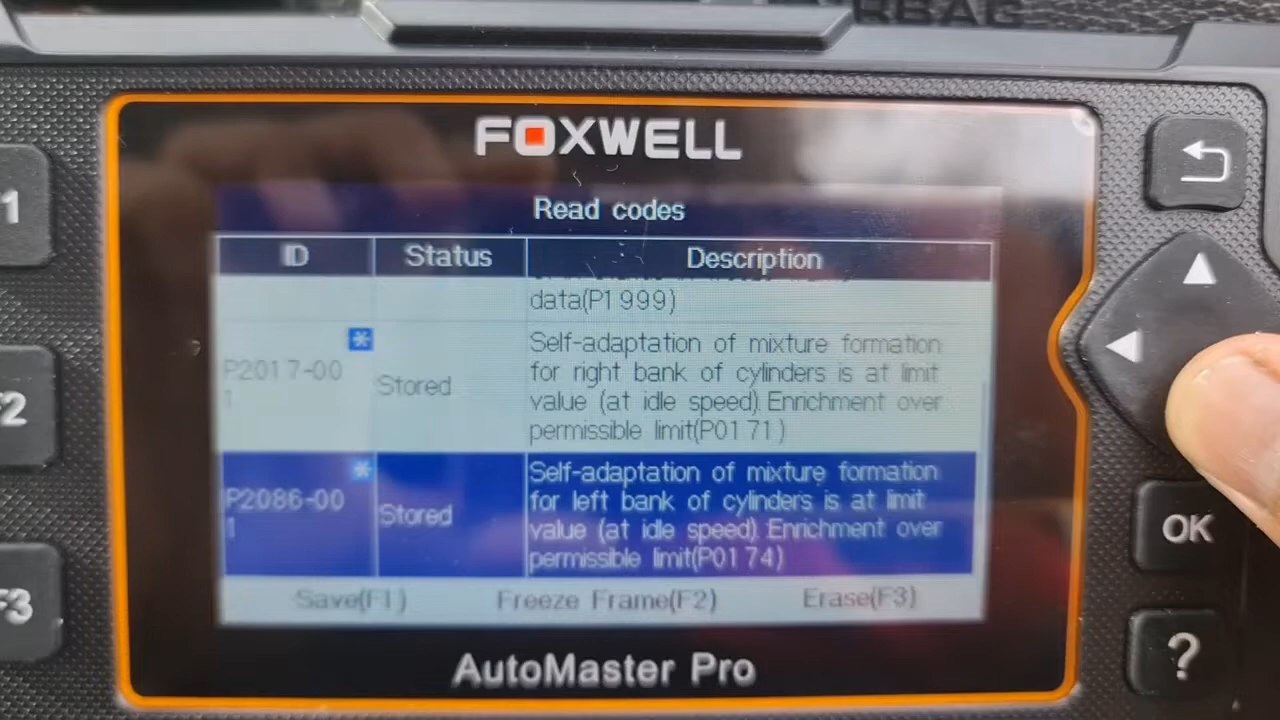 RBAG
FOXWELL
Read codes
ID Status Description
data(P1999)
P2017-00
1
Stored
Self-adaptation of mixture formation
for right bank of cylinders is at limit
value (at idle speed).Enrichment over
permissible limit(P0171)
P2086-00
1
Stored
Self-adaptation of mixture formation
for left bank of cylinders is at limit
value (at idle speed).Enrichment over
permissible limit(P0174)
Save(F1) Freeze Frame(F2) Erase(F3)
AutoMaster Pro
1
F2
F3
OK
?